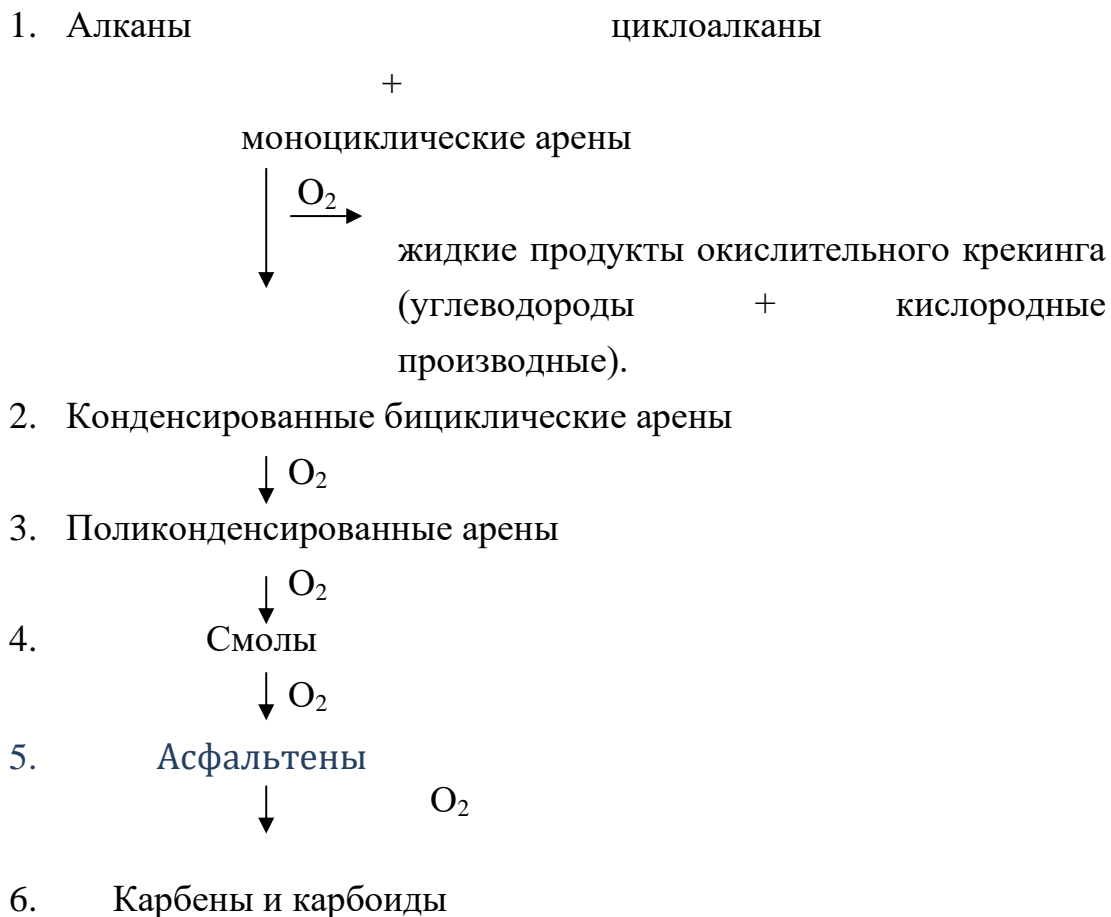 1. Алканы циклоалканы
+
моноциклические арены
O₂
жидкие продукты окислительного крекинга
(углеводороды + кислородные
производные).
2. Конденсированные бициклические арены
O₂
3. Поликонденсированные арены
O₂
4. Смолы
O₂
5. Асфальтены
O₂
6. Карбены и карбоиды